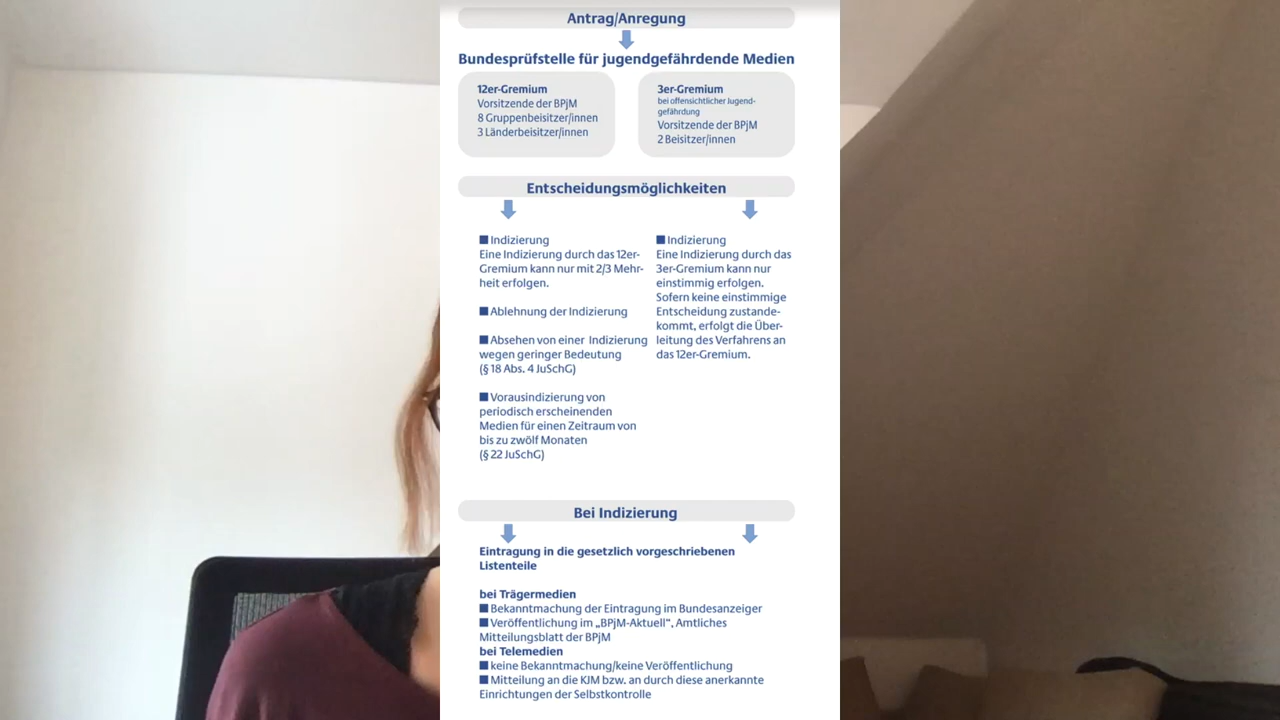 Antrag/Anregung
Bundesprüfstelle für jugendgefährdende Medien
12er-Gremium
Vorsitzende der BPjM
8 Gruppenbeisitzer/innen
3 Länderbeisitzer/innen
3er-Gremium
bei offensichtlicher Jugend-
gefährdung
Vorsitzende der BPjM
2 Beisitzer/innen
Entscheidungsmöglichkeiten
■ Indizierung
Eine Indizierung durch das 12er-
Gremium kann nur mit 2/3 Mehr-
heit erfolgen.
■ Ablehnung der Indizierung
■ Absehen von einer Indizierung
wegen geringer Bedeutung
(§ 18 Abs. 4 JuSchG)
■ Vorausindizierung von
periodisch erscheinenden
Medien für einen Zeitraum von
bis zu zwölf Monaten
(§ 22 JuSchG)
■ Indizierung
Eine Indizierung durch das
3er-Gremium kann nur
einstimmig erfolgen.
Sofern keine einstimmige
Entscheidung zustande-
kommt, erfolgt die Über-
leitung des Verfahrens an
das 12er-Gremium.
Bei Indizierung
Eintragung in die gesetzlich vorgeschriebenen
Listenteile
bei Trägermedien
■ Bekanntmachung der Eintragung im Bundesanzeiger
■ Veröffentlichung im „BPjM-Aktuell“, Amtliches
Mitteilungsblatt der BPjM
bei Telemedien
■ keine Bekanntmachung/keine Veröffentlichung
■ Mitteilung an die KJM bzw. an durch diese anerkannte
Einrichtungen der Selbstkontrolle